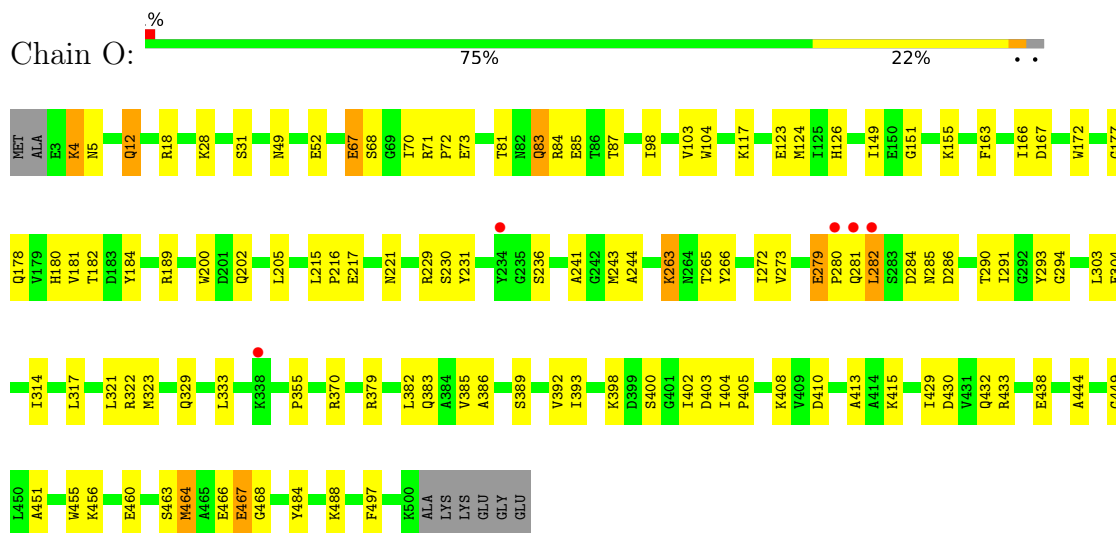 .%
Chain O:
75% 22% . .
MET ALA E3 K4 N5 Q12 R18 K28 S31 N49 E52 E67 S68 G69 I70 R71 P72 E73 T81 N82 Q83 R84 E85 T86 T87 I98 V103 W104 K117 E123 M124 I125 H126 I149 E150 G151 K155 F163 I166 D167 W172
Q178 V179 H180 V181 T182 D183 Y184 R189 W200 D201 Q202 L205 L215 P216 E217 N221 R229 S230 Y231 Y234 G235 S236 A241 G242 M243 A244 K263 N264 T265 Y266 I272 V273 E279 P280 Q281 L282 S283 D284 N285 D286 T290 I291 G292 Y293 G294 L303
I314 L317 L321 R322 M323 Q329 L333 K338 P355 R370 R379 L382 Q383 A384 V385 A386 S389 V392 I393 K398 D399 S400 G401 I402 D403 I404 P405 K408 V409 D410 A413 A414 K415 I429 D430 V431 Q432 R433 E438 A444
L450 A451 W455 K456 E460 S463 M464 A465 E466 E467 G468 Y484 K488 F497 K500 ALA LYS LYS GLU GLY GLU